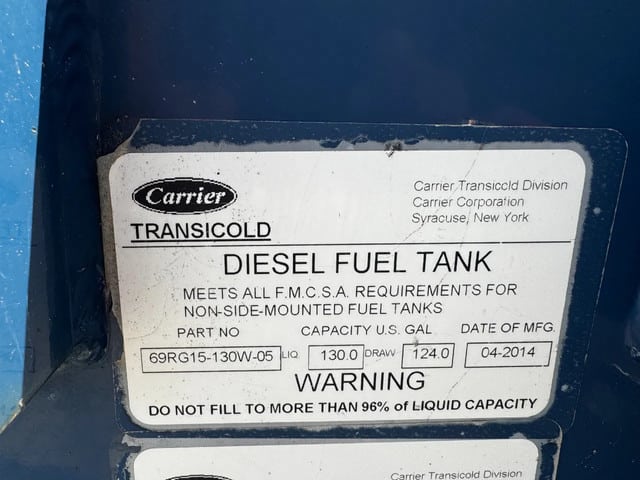 Carrier
TRANSICOLD
Carrier Transicold Division
Carrier Corporation
Syracuse, New York
DIESEL FUEL TANK
MEETS ALL F.M.C.S.A. REQUIREMENTS FOR
NON-SIDE-MOUNTED FUEL TANKS
PART NO CAPACITY U.S. GAL DATE OF MFG.
69RG15-130W-05 LIQ 130.0 DRAW 124.0 04-2014
WARNING
DO NOT FILL TO MORE THAN 96% of LIQUID CAPACITY
Carrier Transicold Division